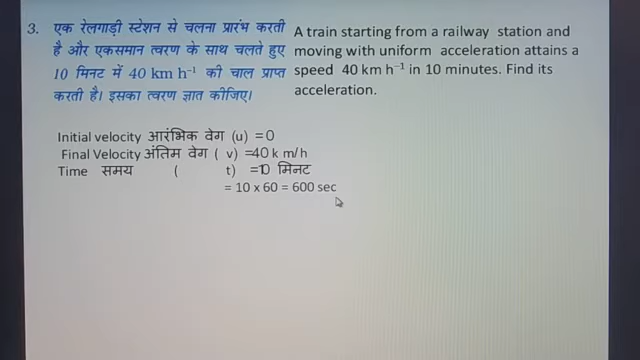 3. एक रेलगाड़ी स्टेशन से चलना प्रारंभ करती
है और एकसमान त्वरण के साथ चलते हुए
10 मिनट में 40 km h⁻¹ की चाल प्राप्त
करती है। इसका त्वरण ज्ञात कीजिए।
A train starting from a railway station and
moving with uniform acceleration attains a
speed 40 km h⁻¹ in 10 minutes. Find its
acceleration.
Initial velocity आरंभिक वेग (u) =0
Final Velocity अंतिम वेग ( v) =40k m/h
Time समय ( t) =10 मिनट
= 10 x 60 = 600 sec